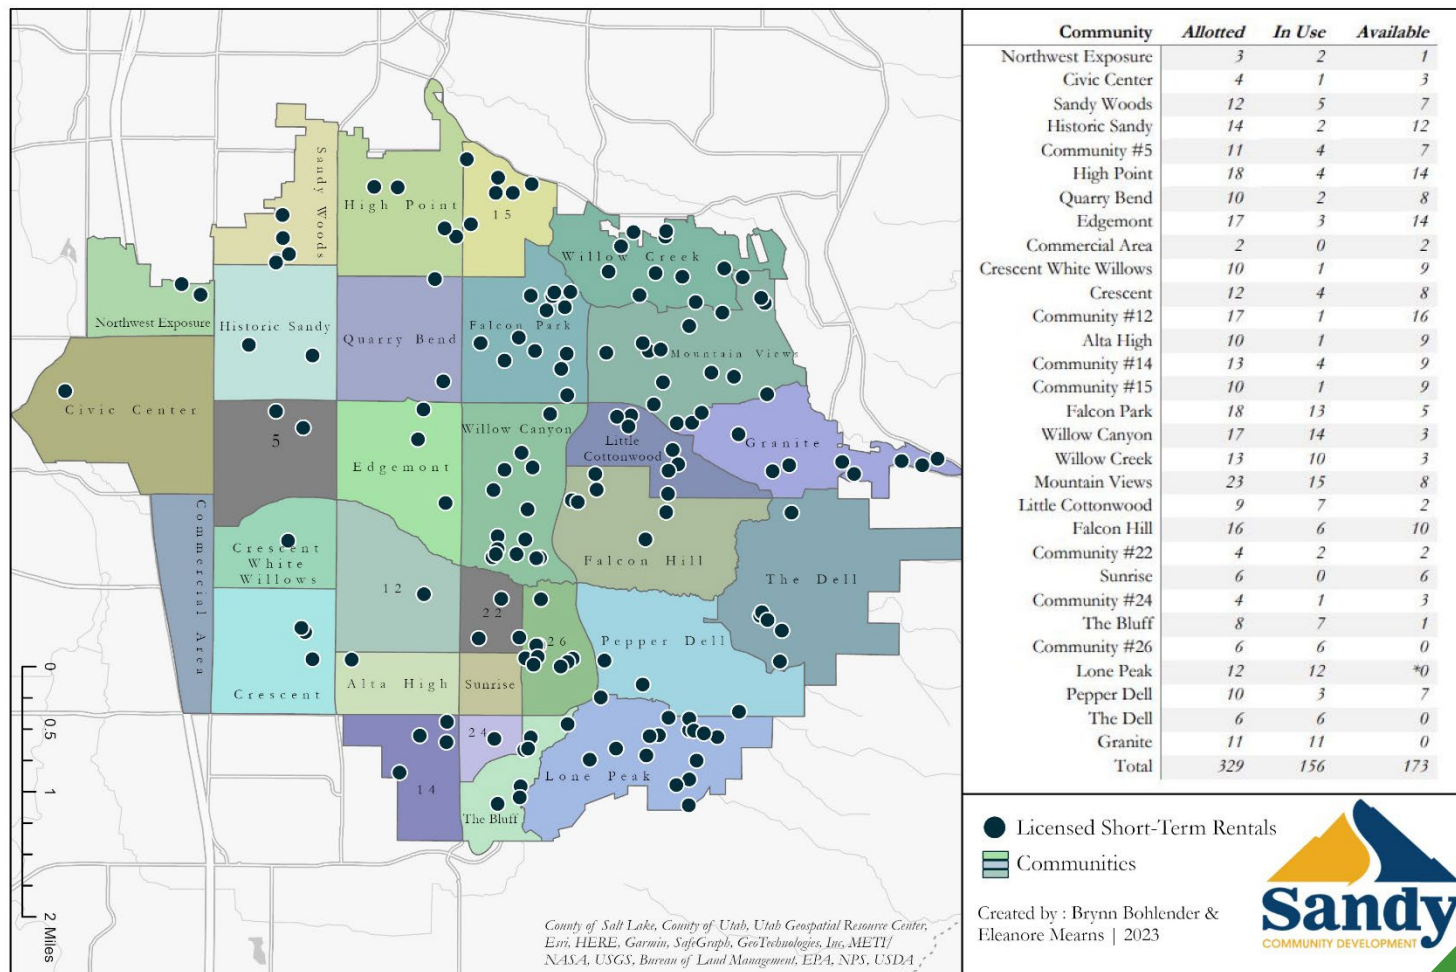 Sandy Woods
High Point
15
Willow Creek
Northwest Exposure
Historic Sandy
Quarry Bend
Falcon Park
Mountain Views
Civic Center
5
Edgemont
Willow Canyon
Little
Cottonwood
Granite
Commercial Area
Crescent
White
Willows
12
22
26
Falcon Hill
The Dell
Pepper Dell
Crescent
Alta High
Sunrise
14
24
The Bluff
Lone Peak
0
0.5
1
2 Miles
County of Salt Lake, County of Utah, Utah Geospatial Resource Center,
Esri, HERE, Garmin, SafeGraph, GeoTechnologies, Inc, METI/
NASA, USGS, Bureau of Land Management, EPA, NPS, USDA
Community Allotted In Use Available
Northwest Exposure 3 2 1
Civic Center 4 1 3
Sandy Woods 12 5 7
Historic Sandy 14 2 12
Community #5 11 4 7
High Point 18 4 14
Quarry Bend 10 2 8
Edgemont 17 3 14
Commercial Area 2 0 2
Crescent White Willows 10 1 9
Crescent 12 4 8
Community #12 17 1 16
Alta High 10 1 9
Community #14 13 4 9
Community #15 10 1 9
Falcon Park 18 13 5
Willow Canyon 17 14 3
Willow Creek 13 10 3
Mountain Views 23 15 8
Little Cottonwood 9 7 2
Falcon Hill 16 6 10
Community #22 4 2 2
Sunrise 6 0 6
Community #24 4 1 3
The Bluff 8 7 1
Community #26 6 6 0
Lone Peak 12 12 *0
Pepper Dell 10 3 7
The Dell 6 6 0
Granite 11 11 0
Total 329 156 173
Licensed Short-Term Rentals
Communities
Created by : Brynn Bohlender &
Eleanore Mearns | 2023
Sandy
COMMUNITY DEVELOPMENT